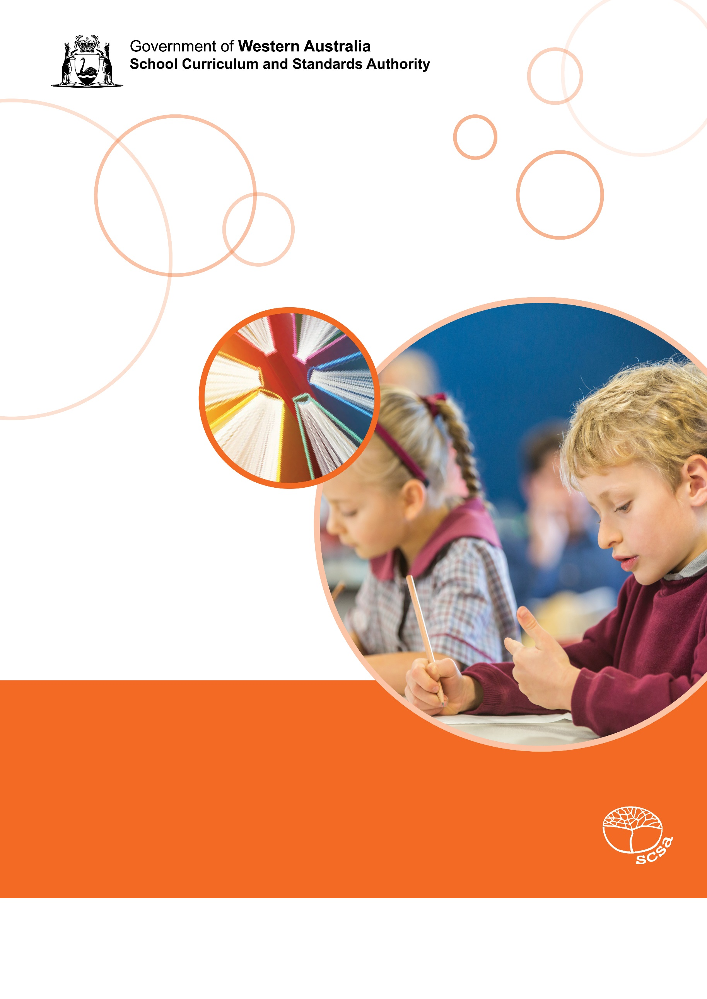 Government of Western Australia
School Curriculum and Standards Authority
scsa